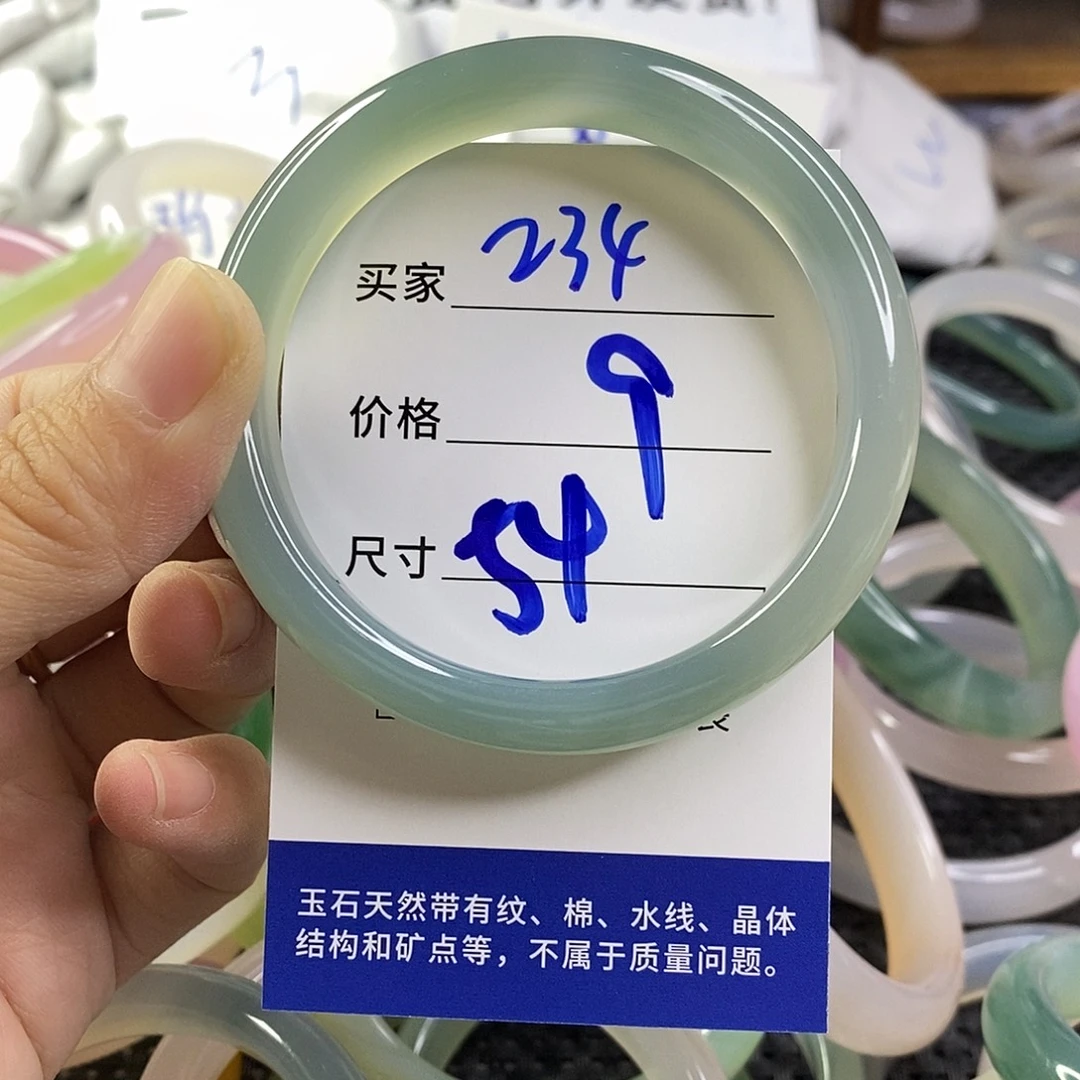 买家 234
价格 9
尺寸 54
玉石天然带有纹、棉、水线、晶体
结构和矿点等，不属于质量问题。